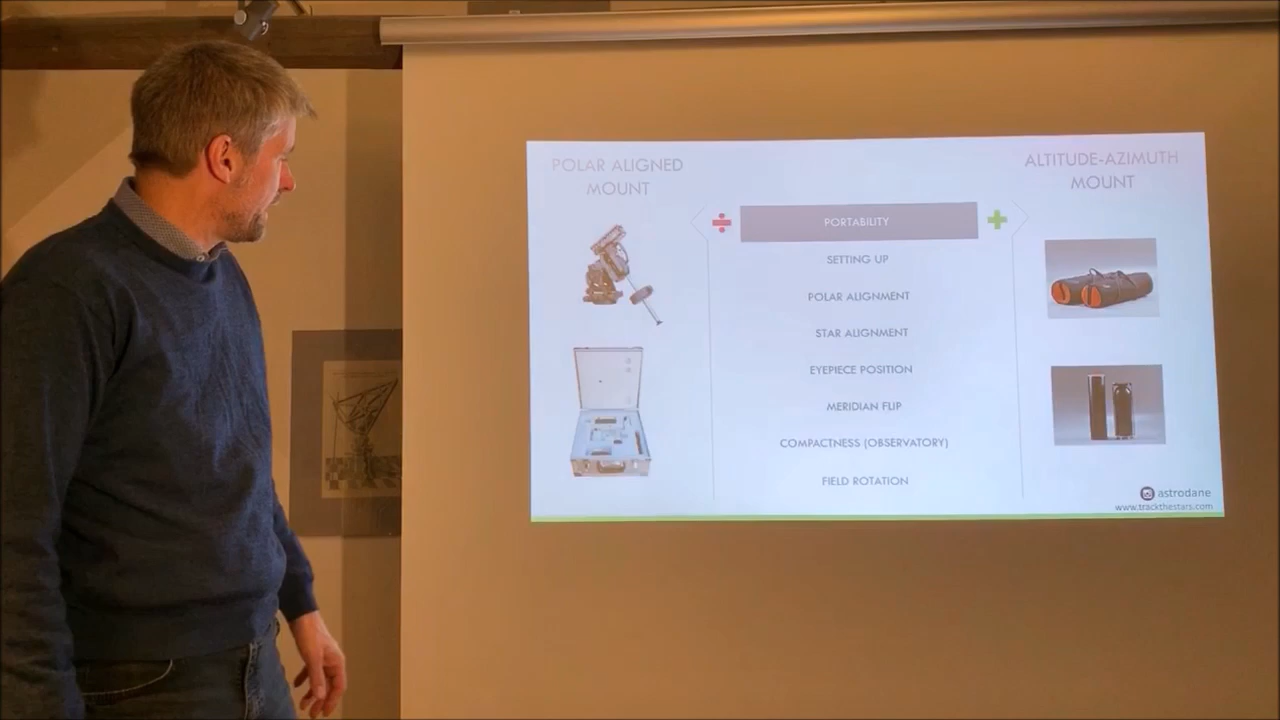 POLAR ALIGNED
MOUNT
ALTITUDE-AZIMUTH
MOUNT
PORTABILITY
SETTING UP
POLAR ALIGNMENT
STAR ALIGNMENT
EYEPIECE POSITION
MERIDIAN FLIP
COMPACTNESS (OBSERVATORY)
FIELD ROTATION
astrodane
www.trackthestars.com